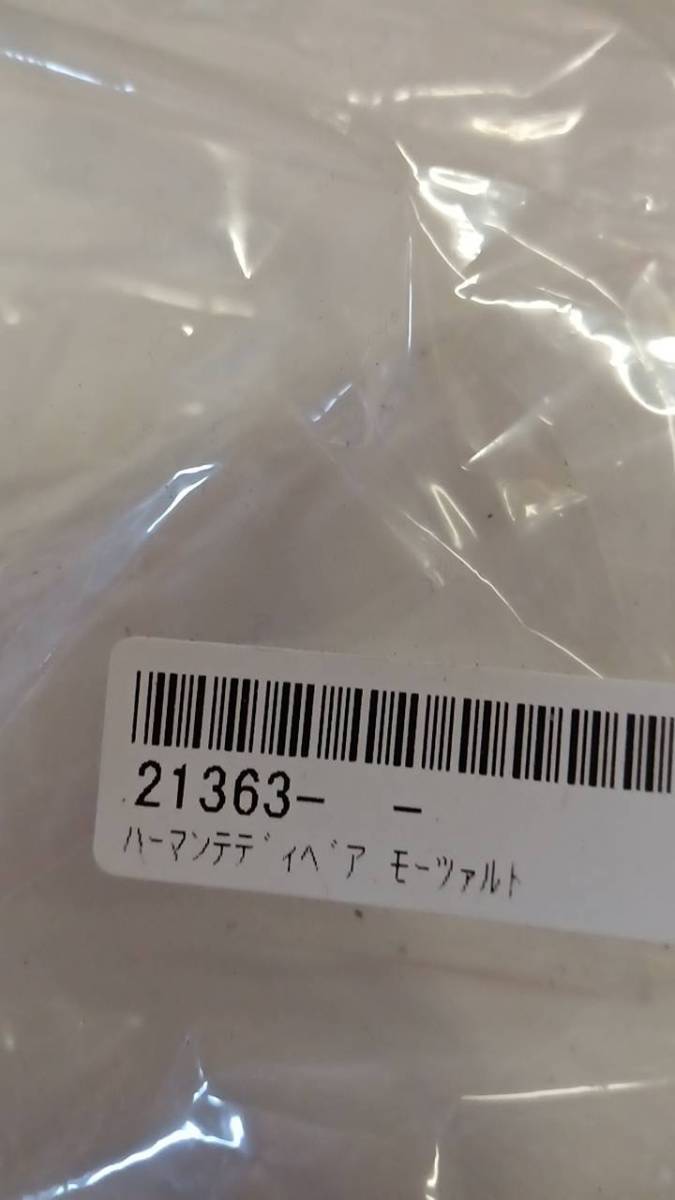 21363-   -
ﾊｰﾏﾝﾃﾃﾞｨﾍﾞｱ ﾓｰﾂｧﾙﾄ